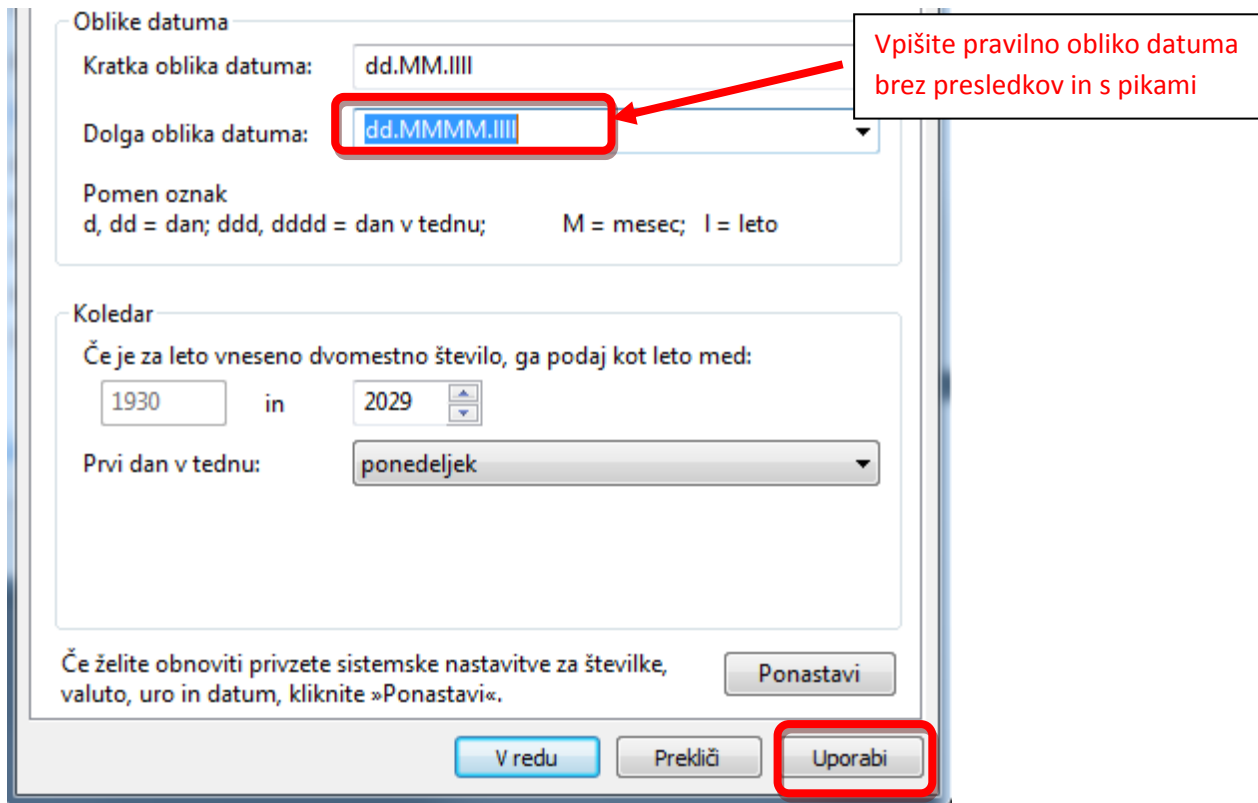 Oblike datuma
Kratka oblika datuma: dd.MM.llll
Vpišite pravilno obliko datuma
brez presledkov in s pikami
Dolga oblika datuma: dd.MMMM.llll
Pomen oznak
d, dd = dan; ddd, dddd = dan v tednu; M = mesec; l = leto
Koledar
Če je za leto vneseno dvomestno število, ga podaj kot leto med:
1930 in 2029
Prvi dan v tednu: ponedeljek
Če želite obnoviti privzete sistemske nastavitve za številke,
valuto, uro in datum, kliknite »Ponastavi«.
Ponastavi
V redu Prekliči Uporabi